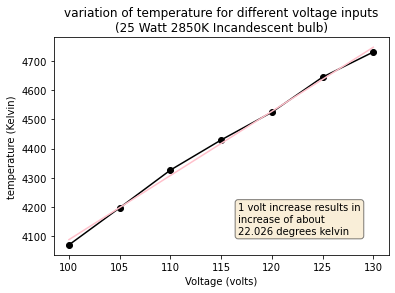 variation of temperature for different voltage inputs
(25 Watt 2850K Incandescent bulb)
temperature (Kelvin)
4700
4600
4500
4400
4300
4200
4100
1 volt increase results in
increase of about
22.026 degrees kelvin
100 105 110 115 120 125 130
Voltage (volts)